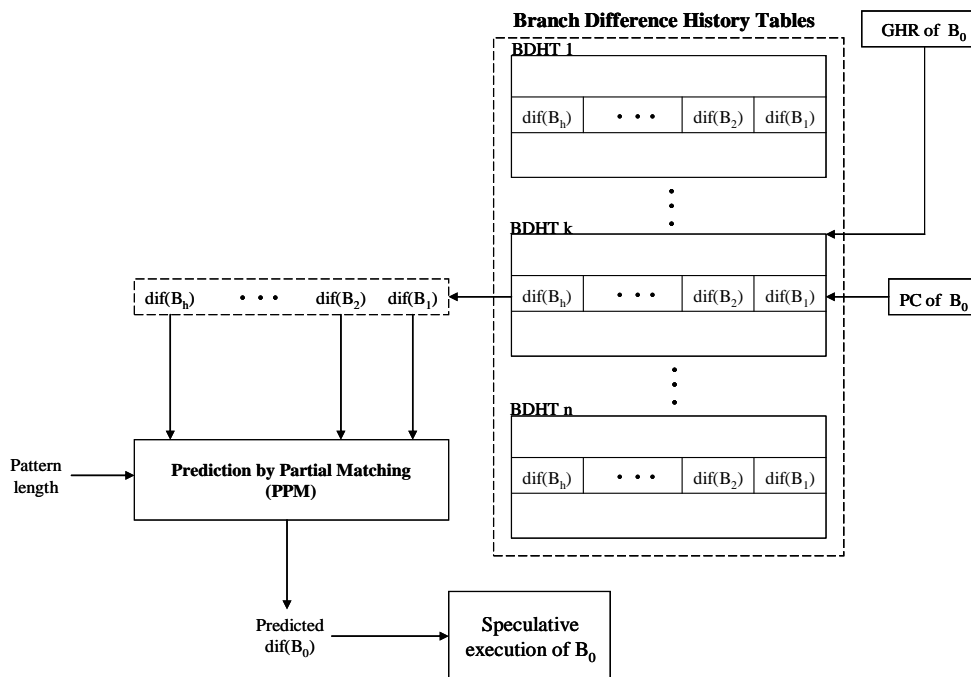 Branch Difference History Tables
GHR of B₀
BDHT 1
dif(Bₕ) • • • dif(B₂) dif(B₁)
BDHT k
dif(Bₕ) • • • dif(B₂) dif(B₁)
PC of B₀
dif(Bₕ) • • • dif(B₂) dif(B₁)
BDHT n
dif(Bₕ) • • • dif(B₂) dif(B₁)
Pattern
length
Prediction by Partial Matching
(PPM)
Predicted
dif(B₀)
Speculative
execution of B₀